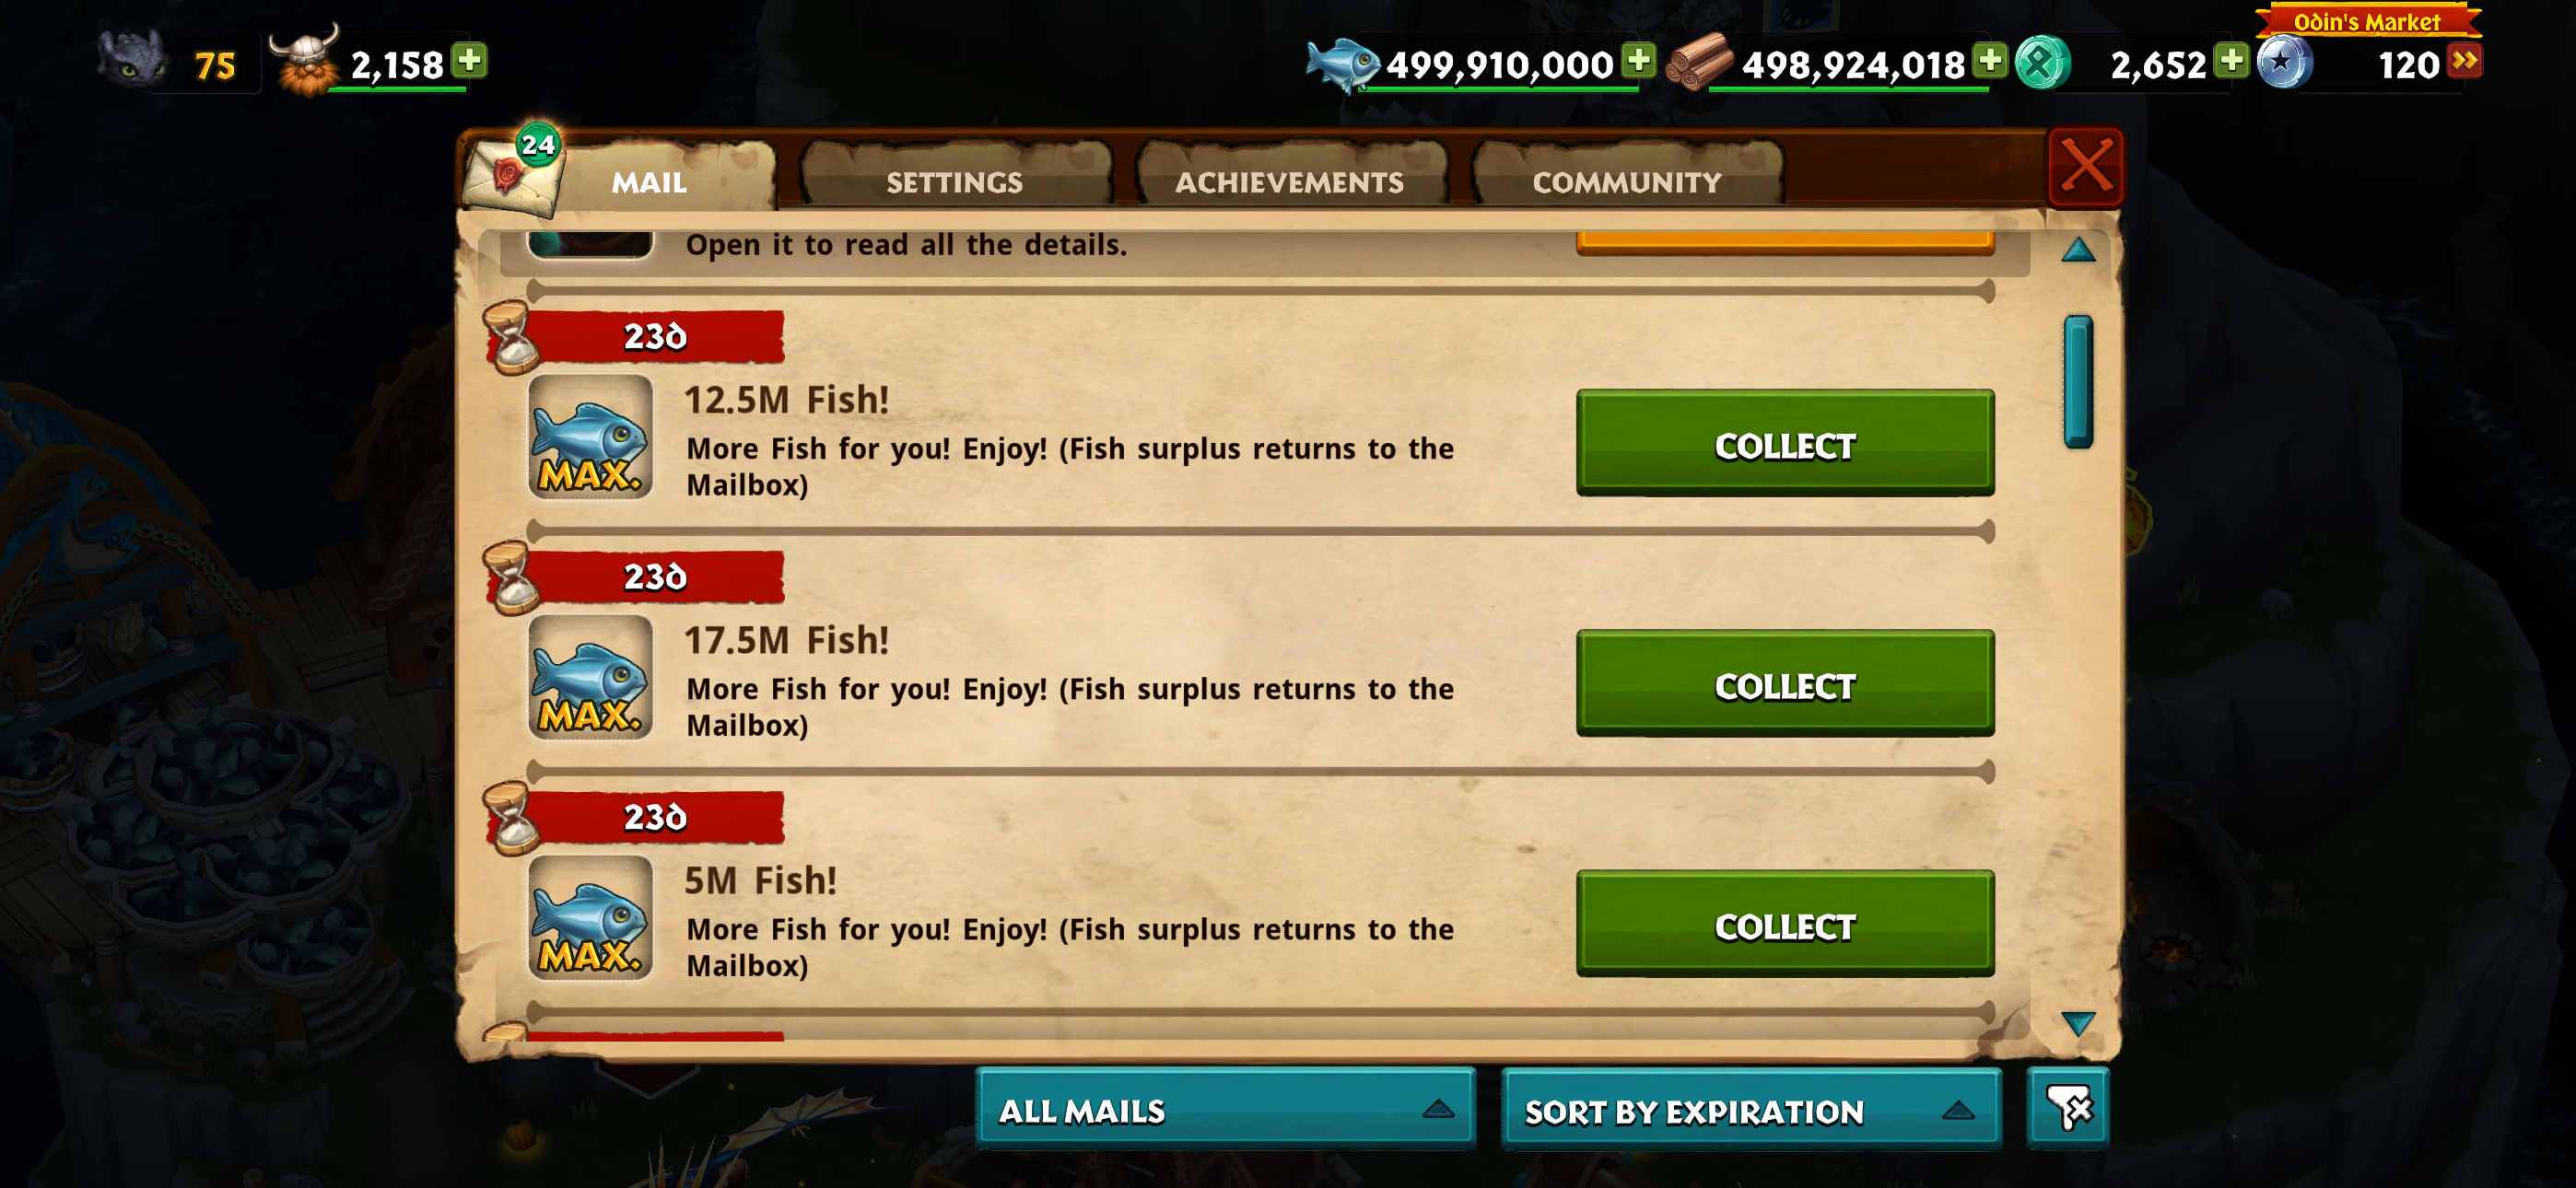 Odin's Market
75
2,158
499,910,000
498,924,018
2,652
120
24
MAIL
SETTINGS
ACHIEVEMENTS
COMMUNITY
Open it to read all the details.
23d
12.5M Fish!
MAX.
More Fish for you! Enjoy! (Fish surplus returns to the
Mailbox)
COLLECT
23d
17.5M Fish!
MAX.
More Fish for you! Enjoy! (Fish surplus returns to the
Mailbox)
COLLECT
23d
5M Fish!
MAX.
More Fish for you! Enjoy! (Fish surplus returns to the
Mailbox)
COLLECT
ALL MAILS
SORT BY EXPIRATION